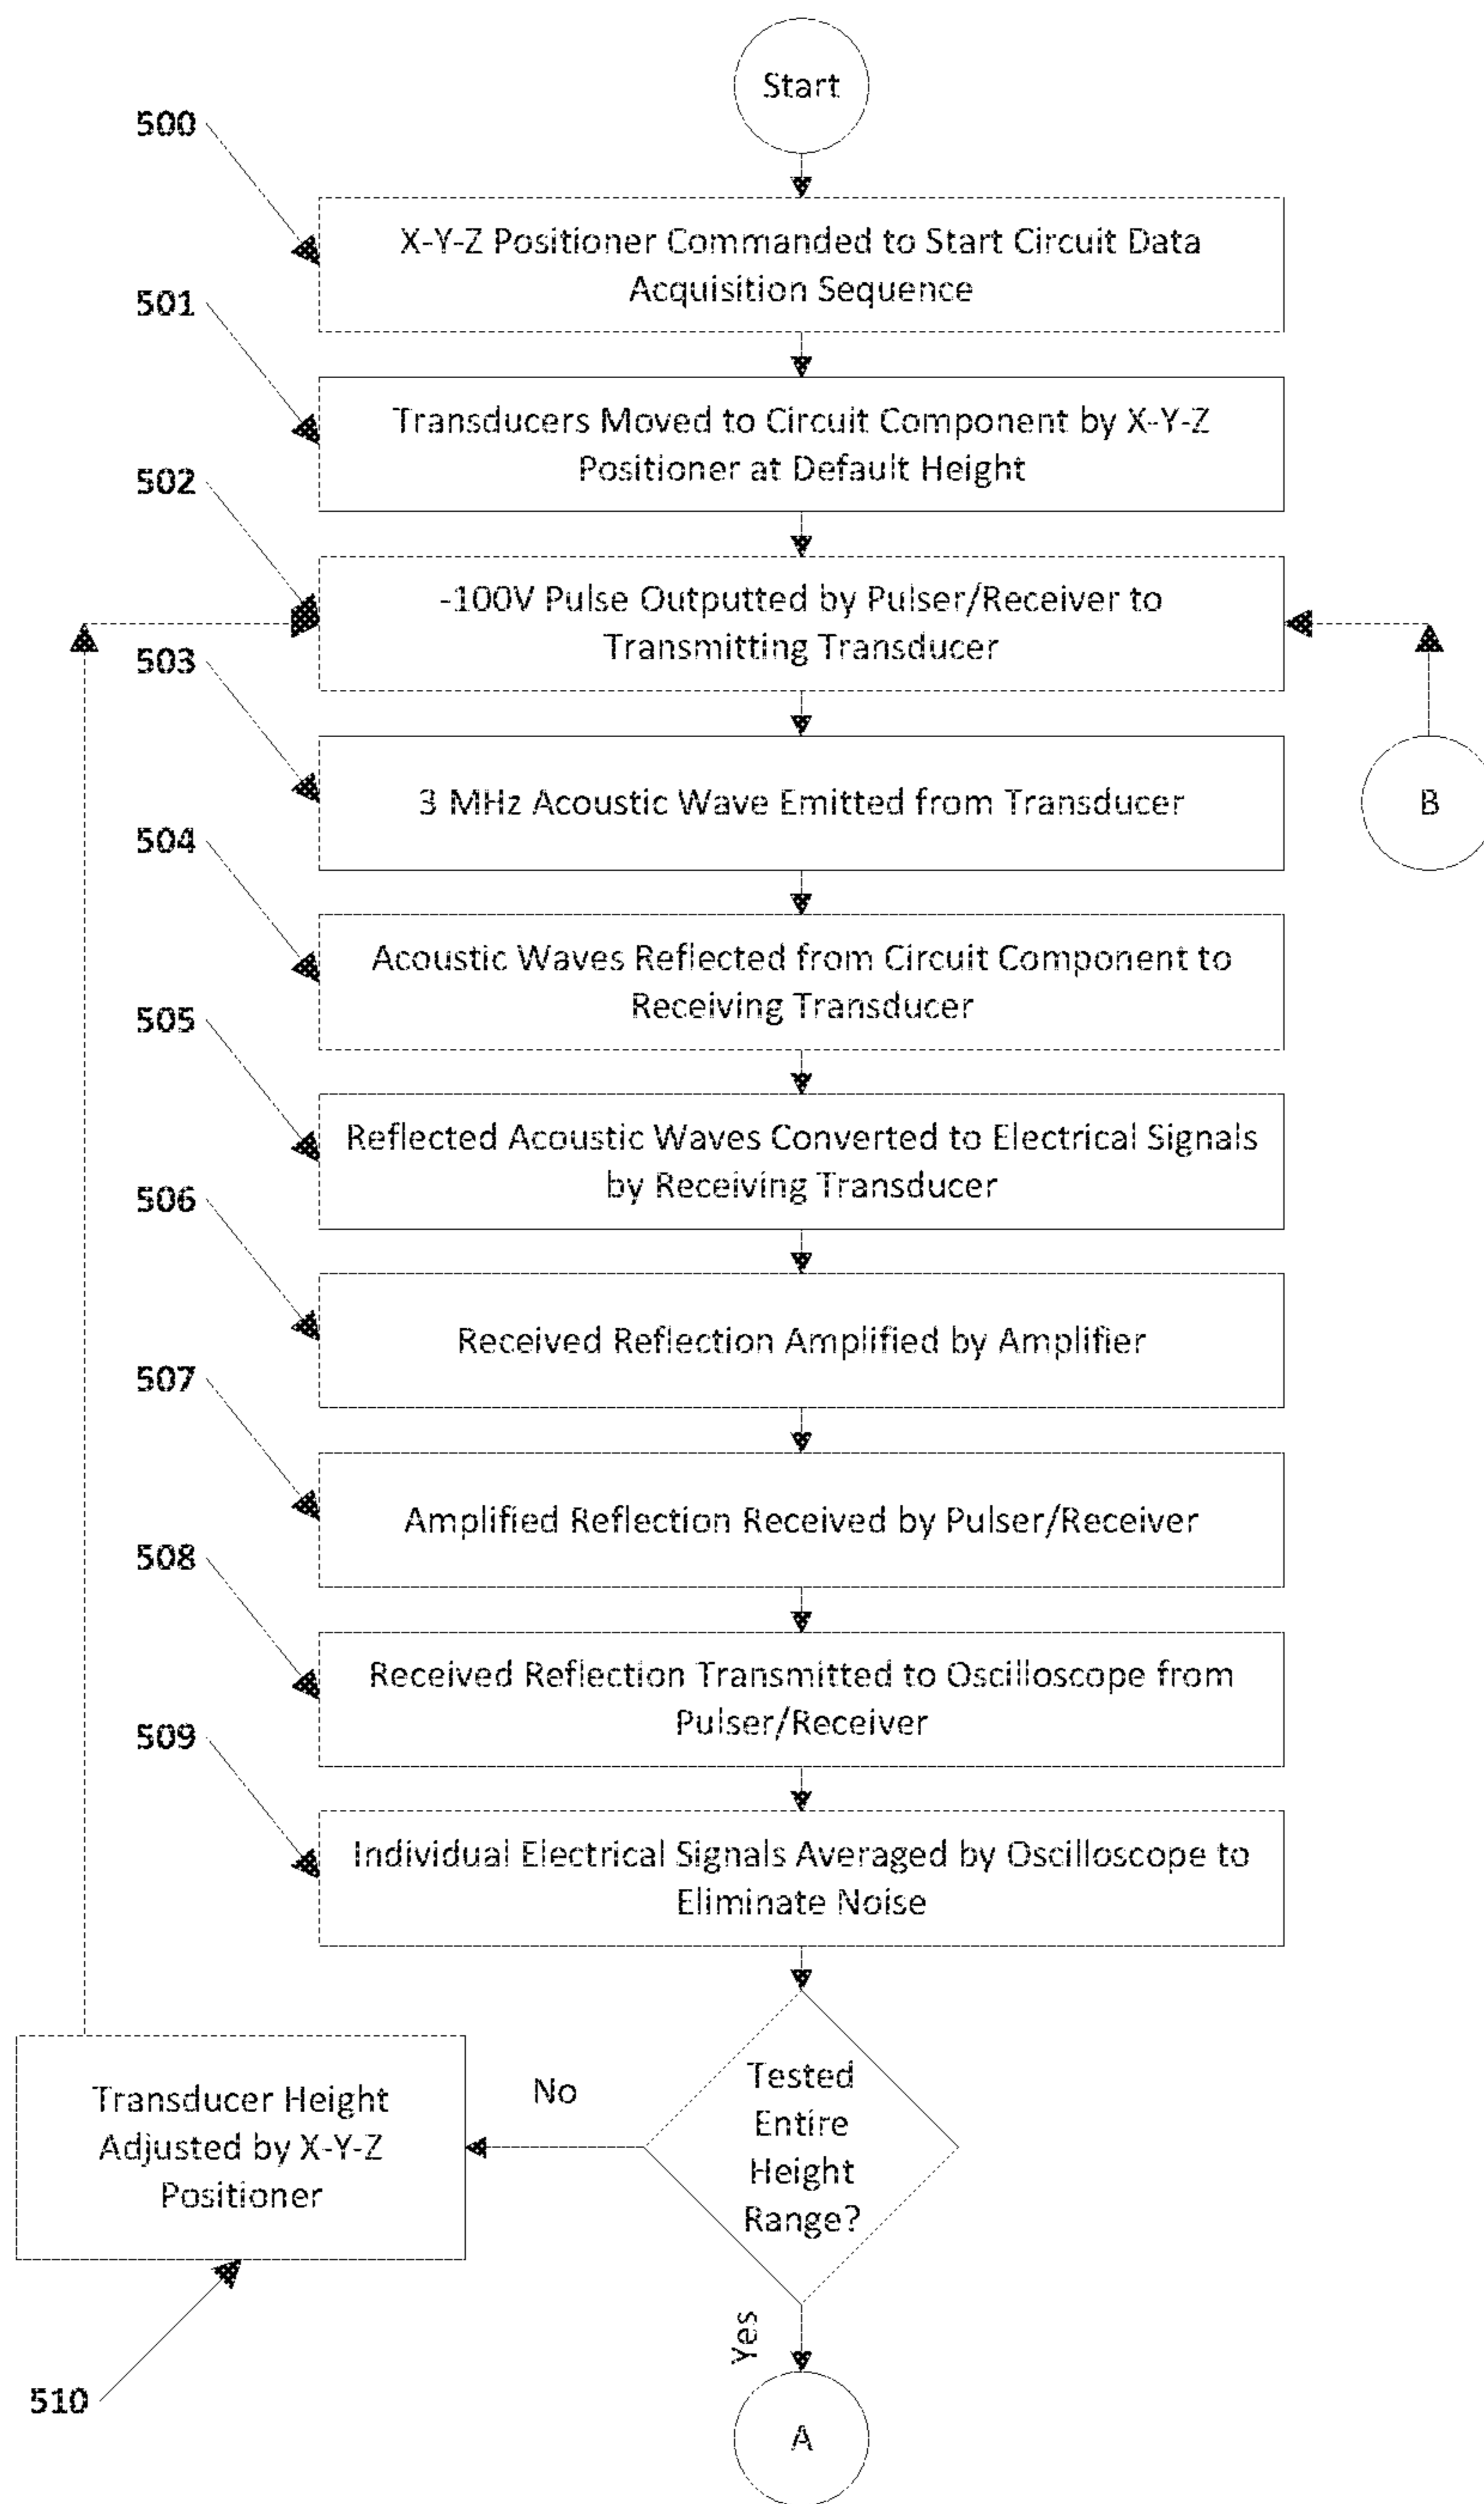 Start
500
X-Y-Z Positioner Commanded to Start Circuit Data
Acquisition Sequence
501
Transducers Moved to Circuit Component by X-Y-Z
Positioner at Default Height
502
-100V Pulse Outputted by Pulser/Receiver to
Transmitting Transducer
503
3 MHz Acoustic Wave Emitted from Transducer
B
504
Acoustic Waves Reflected from Circuit Component to
Receiving Transducer
505
Reflected Acoustic Waves Converted to Electrical Signals
by Receiving Transducer
506
Received Reflection Amplified by Amplifier
507
Amplified Reflection Received by Pulser/Receiver
508
Received Reflection Transmitted to Oscilloscope from
Pulser/Receiver
509
Individual Electrical Signals Averaged by Oscilloscope to
Eliminate Noise
Tested
Entire
Height
Range?
No
Transducer Height
Adjusted by X-Y-Z
Positioner
510
Yes
A